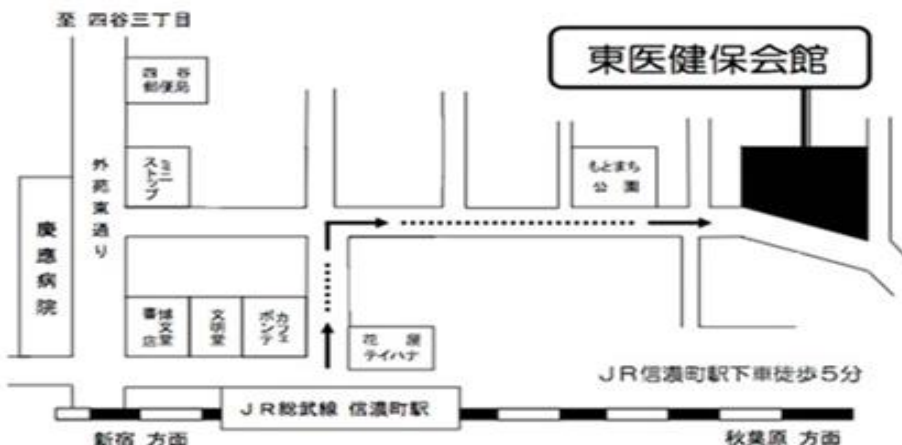 至 四谷三丁目
四谷
郵便局
東医健保会館
ミニ
ストップ
もとまち
公園
外苑東通り
慶應病院
博文堂
書店
文明堂
カフェ
ポンテ
花屋
テイハナ
JR信濃町駅下車徒歩5分
JR総武線 信濃町駅
新宿 方面
秋葉原 方面